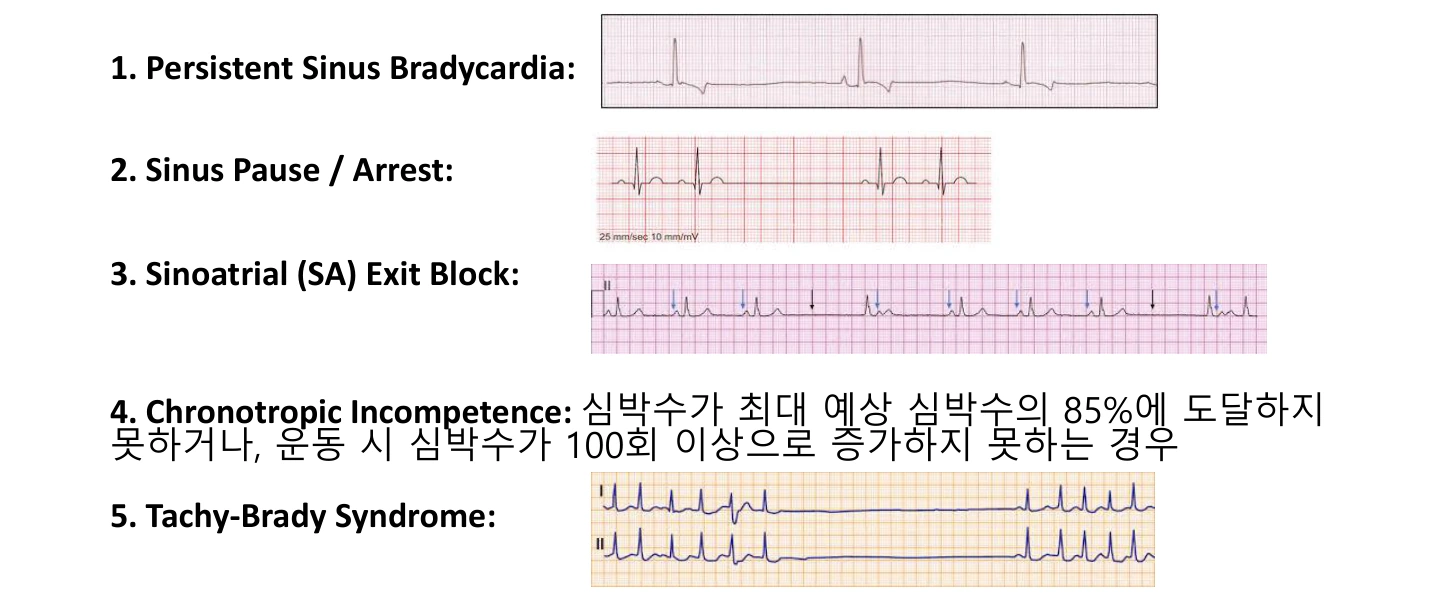 1. Persistent Sinus Bradycardia:
2. Sinus Pause / Arrest:
25 mm/sec 10 mm/mV
3. Sinoatrial (SA) Exit Block:
II
4. Chronotropic Incompetence: 심박수가 최대 예상 심박수의 85%에 도달하지
못하거나, 운동 시 심박수가 100회 이상으로 증가하지 못하는 경우
5. Tachy-Brady Syndrome:
I
II